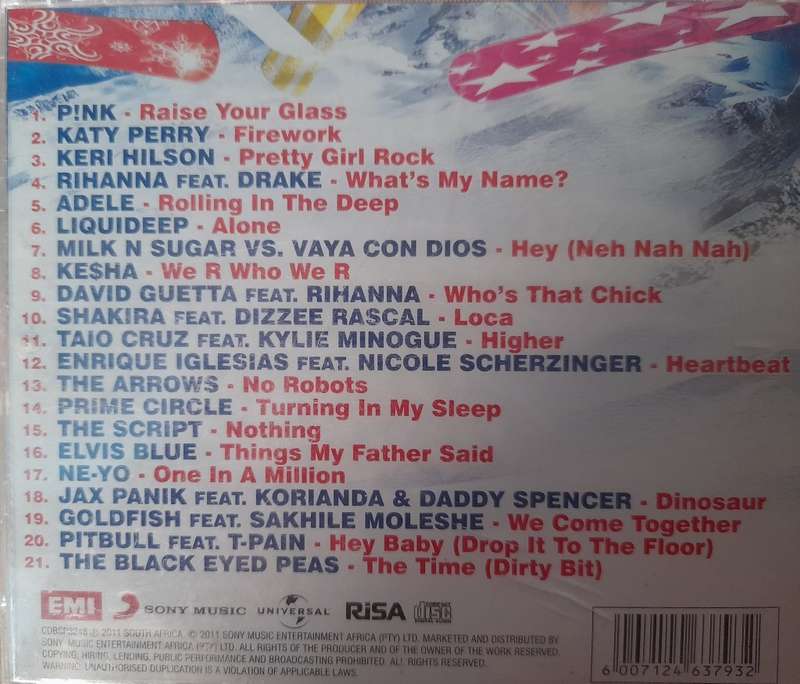 1. P!NK - Raise Your Glass
2. KATY PERRY - Firework
3. KERI HILSON - Pretty Girl Rock
4. RIHANNA FEAT. DRAKE - What's My Name?
5. ADELE - Rolling In The Deep
6. LIQUIDEEP - Alone
7. MILK N SUGAR VS. VAYA CON DIOS - Hey (Neh Nah Nah)
8. KE$HA - We R Who We R
9. DAVID GUETTA FEAT. RIHANNA - Who's That Chick
10. SHAKIRA FEAT. DIZZEE RASCAL - Loca
11. TAIO CRUZ FEAT. KYLIE MINOGUE - Higher
12. ENRIQUE IGLESIAS FEAT. NICOLE SCHERZINGER - Heartbeat
13. THE ARROWS - No Robots
14. PRIME CIRCLE - Turning In My Sleep
15. THE SCRIPT - Nothing
16. ELVIS BLUE - Things My Father Said
17. NE-YO - One In A Million
18. JAX PANIK FEAT. KORIANDA & DADDY SPENCER - Dinosaur
19. GOLDFISH FEAT. SAKHILE MOLESHE - We Come Together
20. PITBULL FEAT. T-PAIN - Hey Baby (Drop It To The Floor)
21. THE BLACK EYED PEAS - The Time (Dirty Bit)
EMI SONY MUSIC UNIVERSAL RiSA COMPACT disc DIGITAL AUDIO
2011 SOUTH AFRICA. © 2011 SONY MUSIC ENTERTAINMENT AFRICA (PTY) LTD. MARKETED AND DISTRIBUTED BY
SONY MUSIC ENTERTAINMENT AFRICA (PTY) LTD. ALL RIGHTS OF THE PRODUCER AND OF THE OWNER OF THE WORK RESERVED.
COPYING, HIRING, LENDING, PUBLIC PERFORMANCE AND BROADCASTING PROHIBITED. ALL RIGHTS RESERVED.
WARNING: UNAUTHORISED DUPLICATION IS A VIOLATION OF APPLICABLE LAWS.
6 007124 637932